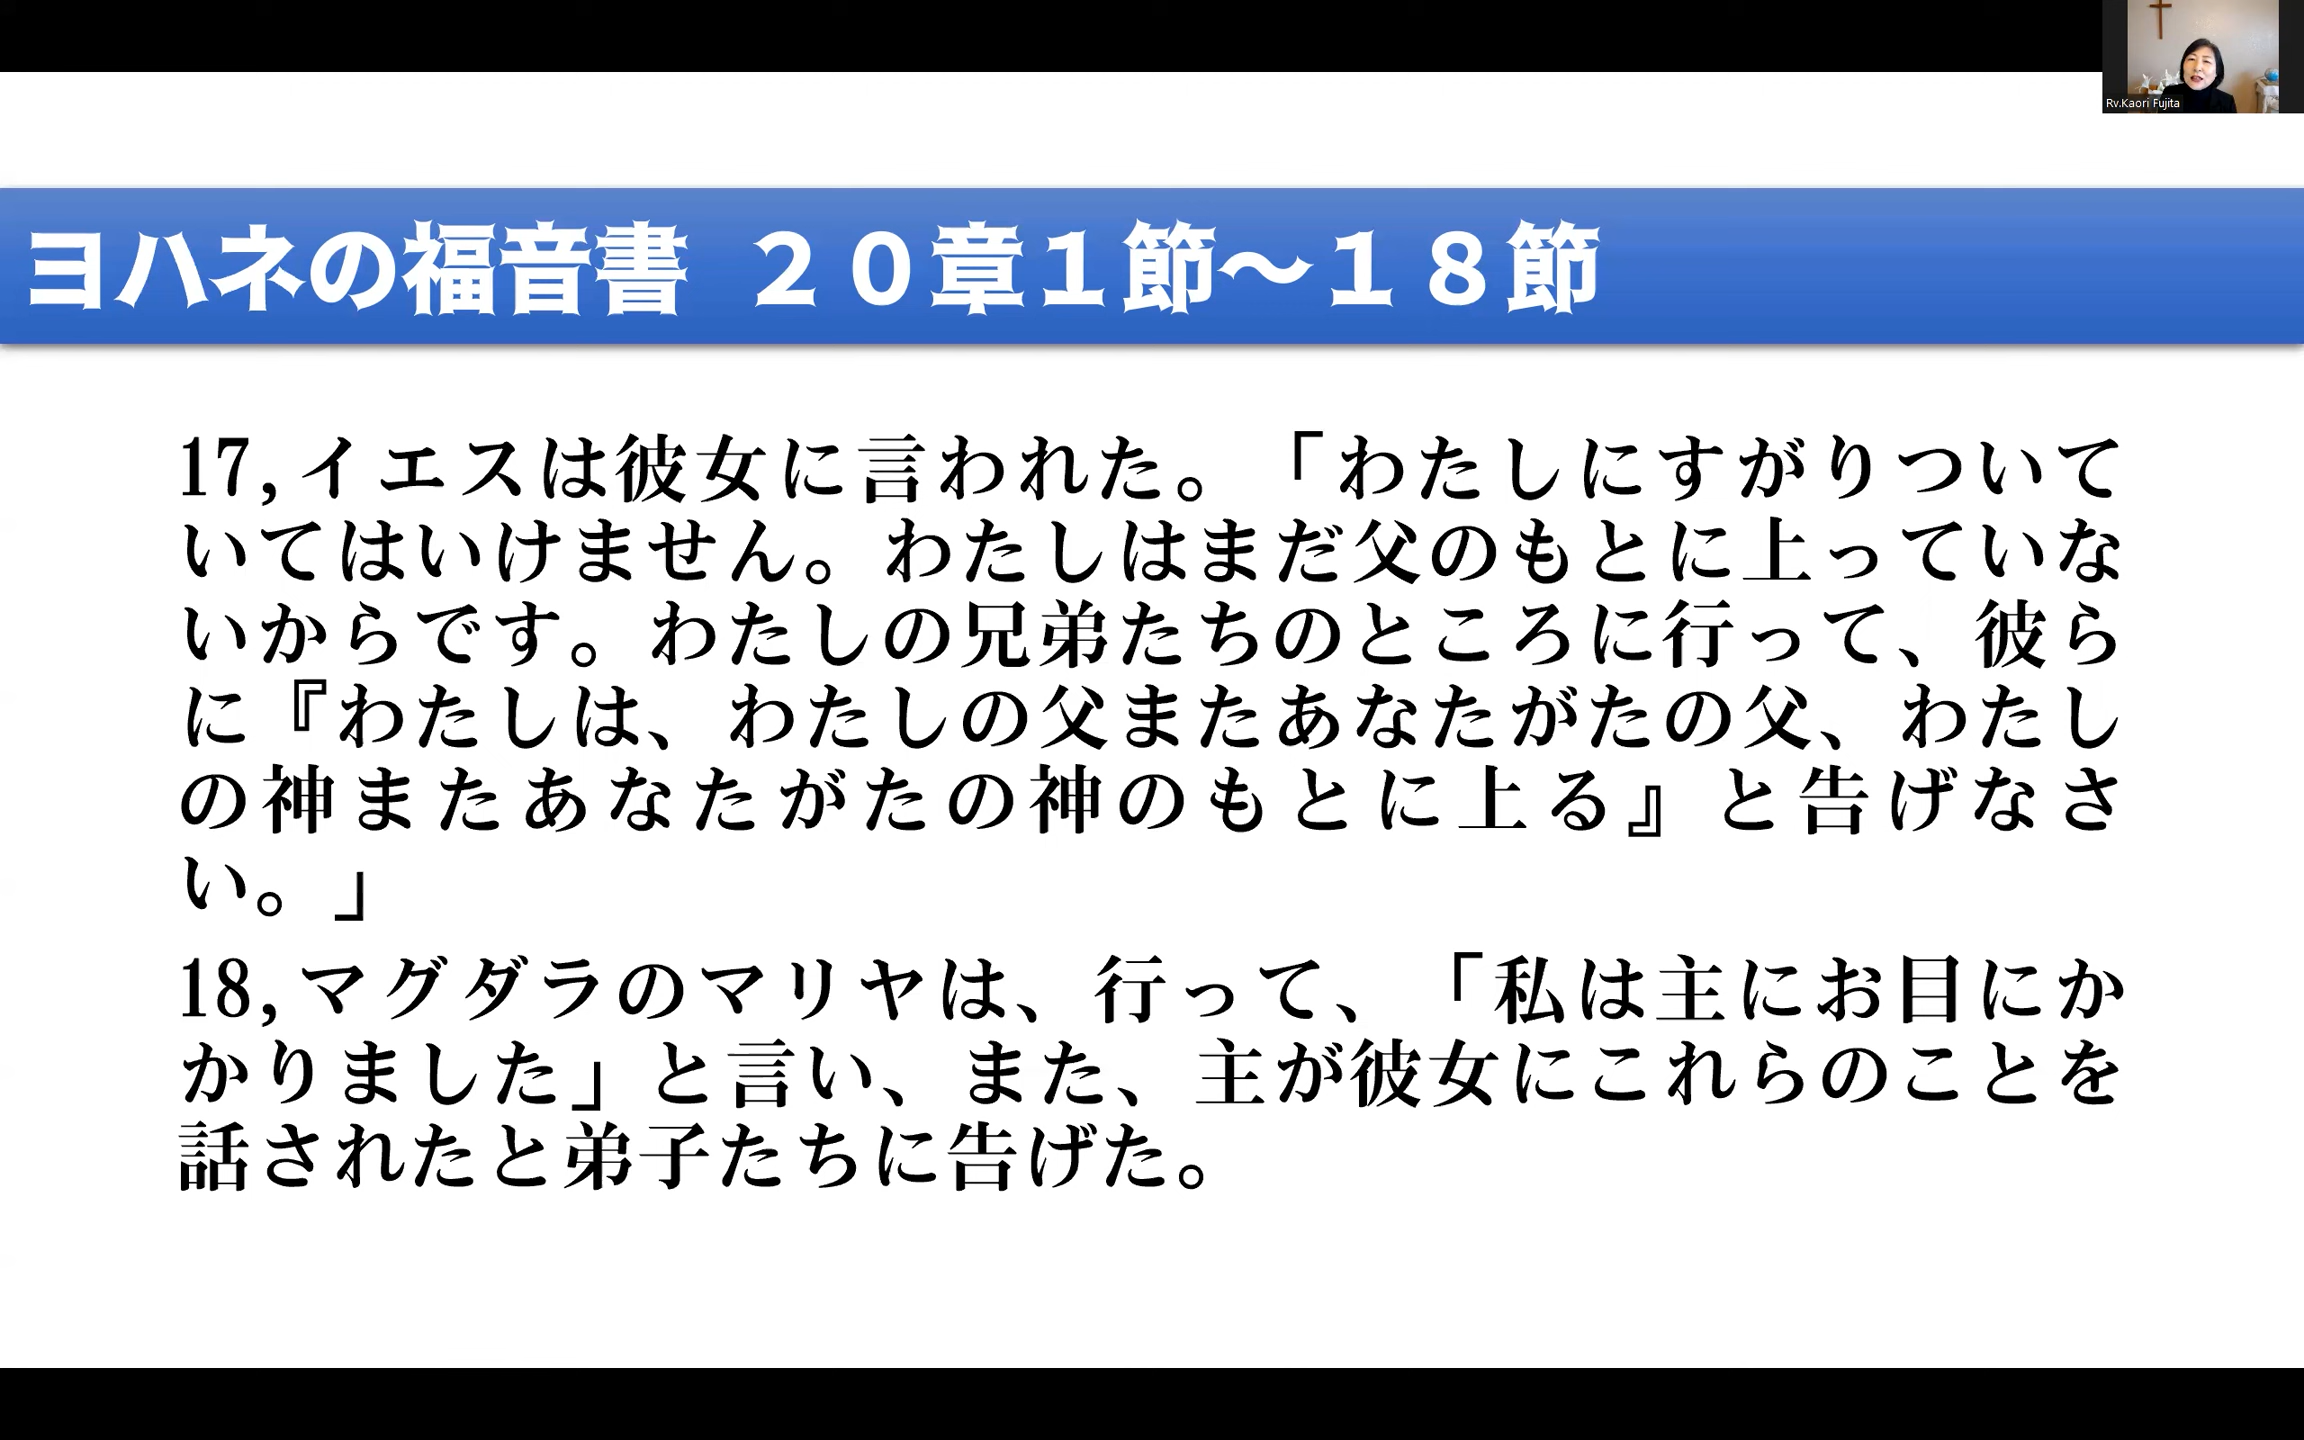 Rv.Kaori Fujita
ヨハネの福音書 ２０章１節～１８節
17,イエスは彼女に言われた。「わたしにすがりついて
いてはいけません。わたしはまだ父のもとに上っていな
いからです。わたしの兄弟たちのところに行って、彼ら
に『わたしは、わたしの父またあなたがたの父、わたし
の神またあなたがたの神のもとに上る』と告げなさ
い。」
18,マグダラのマリヤは、行って、「私は主にお目にか
かりました」と言い、また、主が彼女にこれらのことを
話されたと弟子たちに告げた。